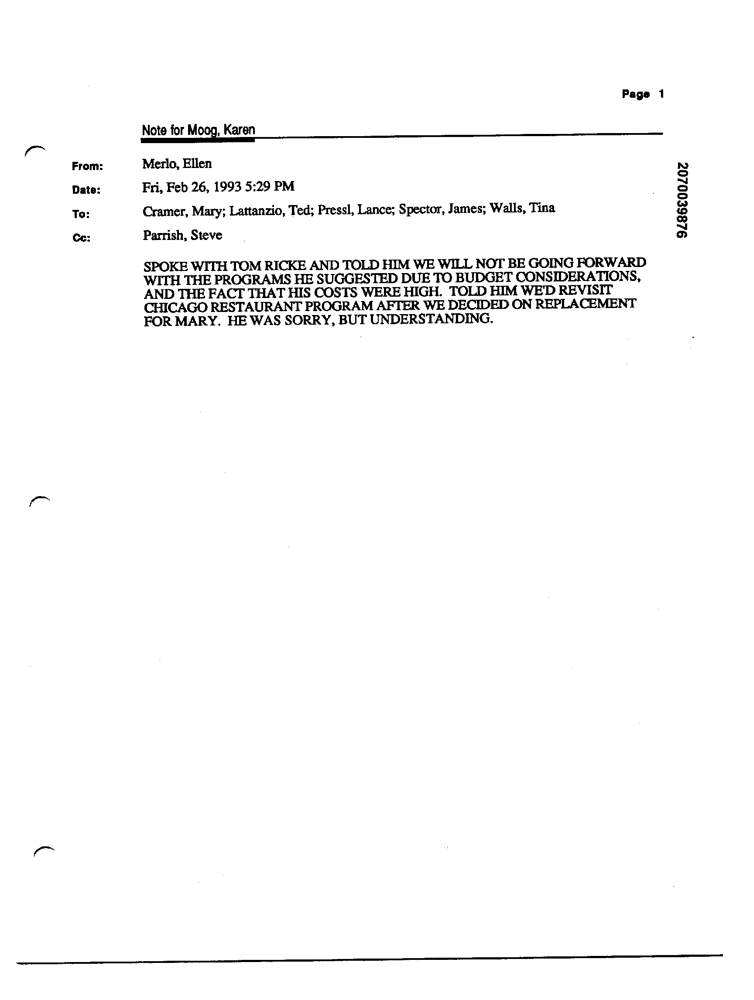 Page 1
Note for Moog, Karen
From: Merlo, Ellen
Date: Fri, Feb 26, 1993 5:29 PM
To: Cramer, Mary; Lattanzio, Ted; Pressl, Lance; Spector, James; Walls, Tina
Cc: Parrish, Steve
SPOKE WITH TOM RICKE AND TOLD HIM WE WILL NOT BE GOING FORWARD
WITH THE PROGRAMS HE SUGGESTED DUE TO BUDGET CONSIDERATIONS,
AND THE FACT THAT HIS COSTS WERE HIGH. TOLD HIM WE'D REVISIT
CHICAGO RESTAURANT PROGRAM AFTER WE DECIDED ON REPLACEMENT
FOR MARY. HE WAS SORRY, BUT UNDERSTANDING.
2070039876